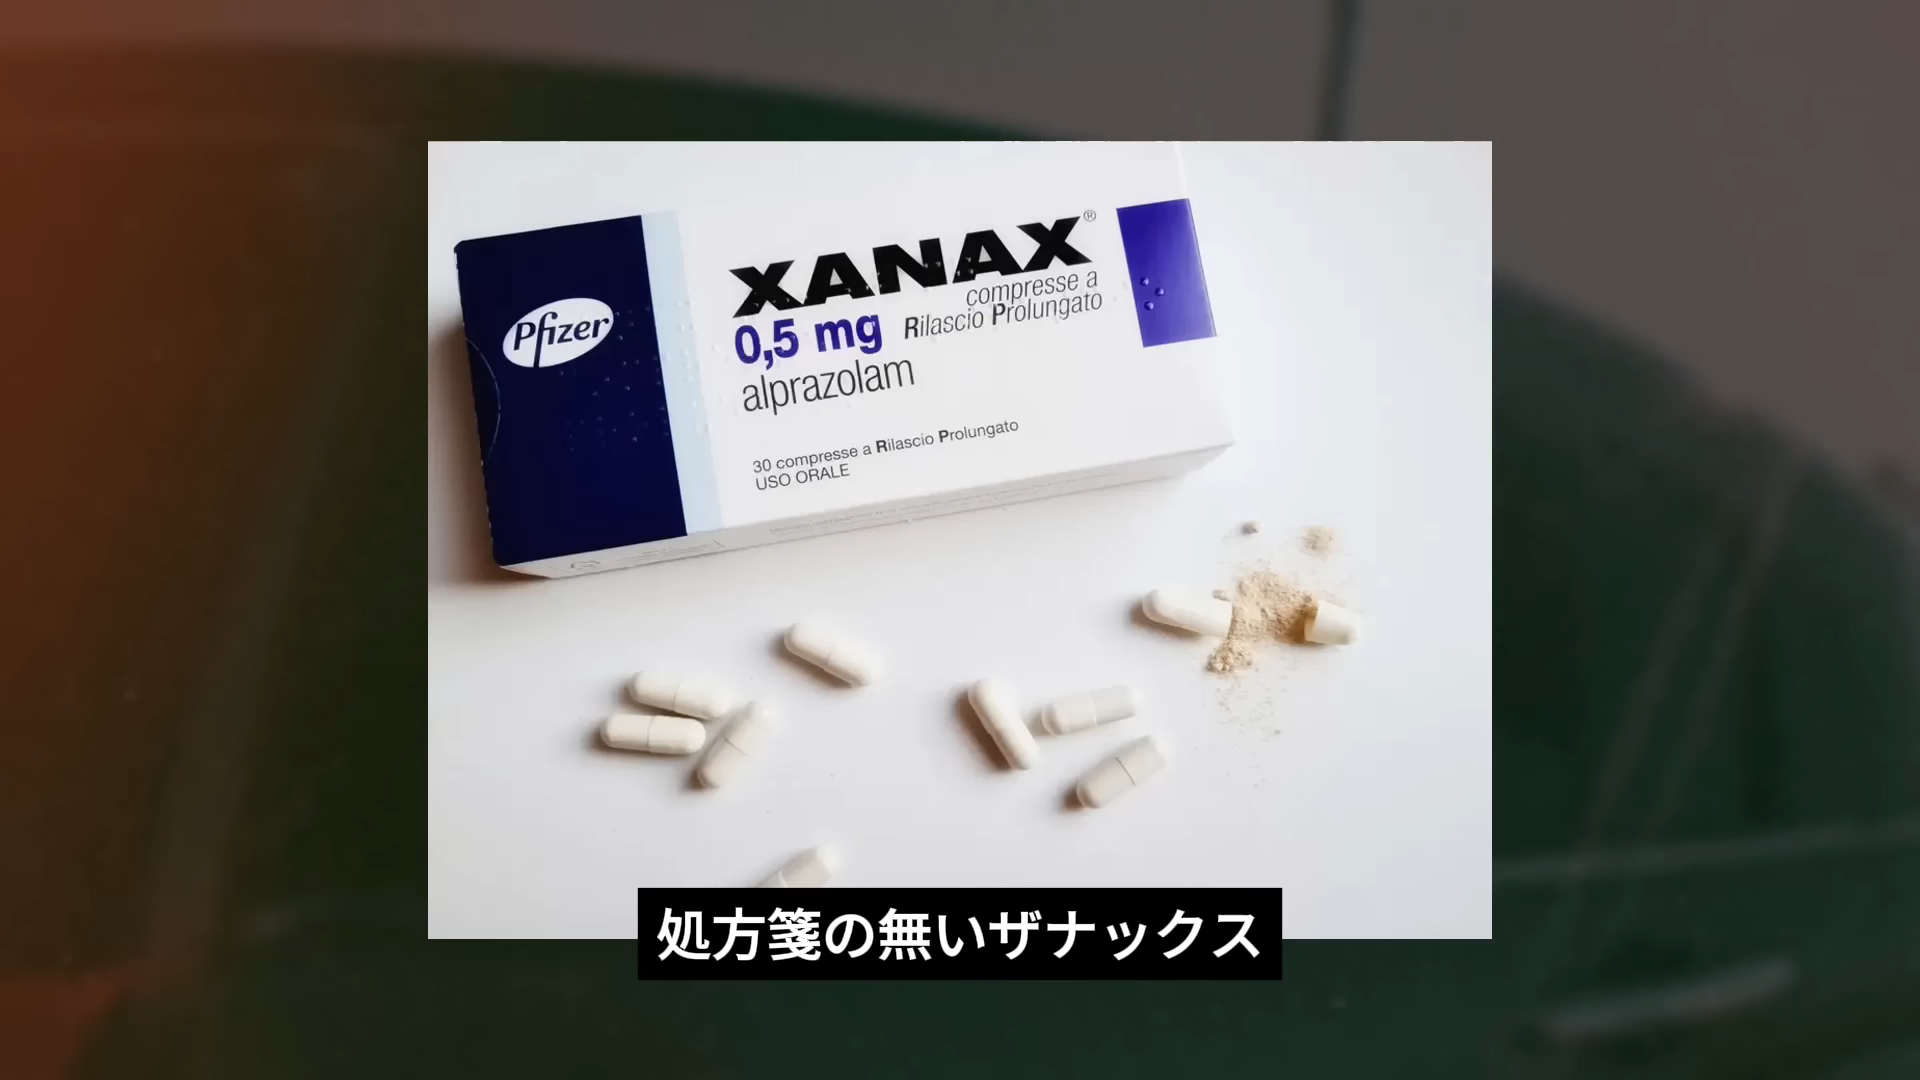 Pfizer
XANAX®
0,5 mg compresse a
Rilascio Prolungato
alprazolam
30 compresse a Rilascio Prolungato
USO ORALE
処方箋の無いザナックス